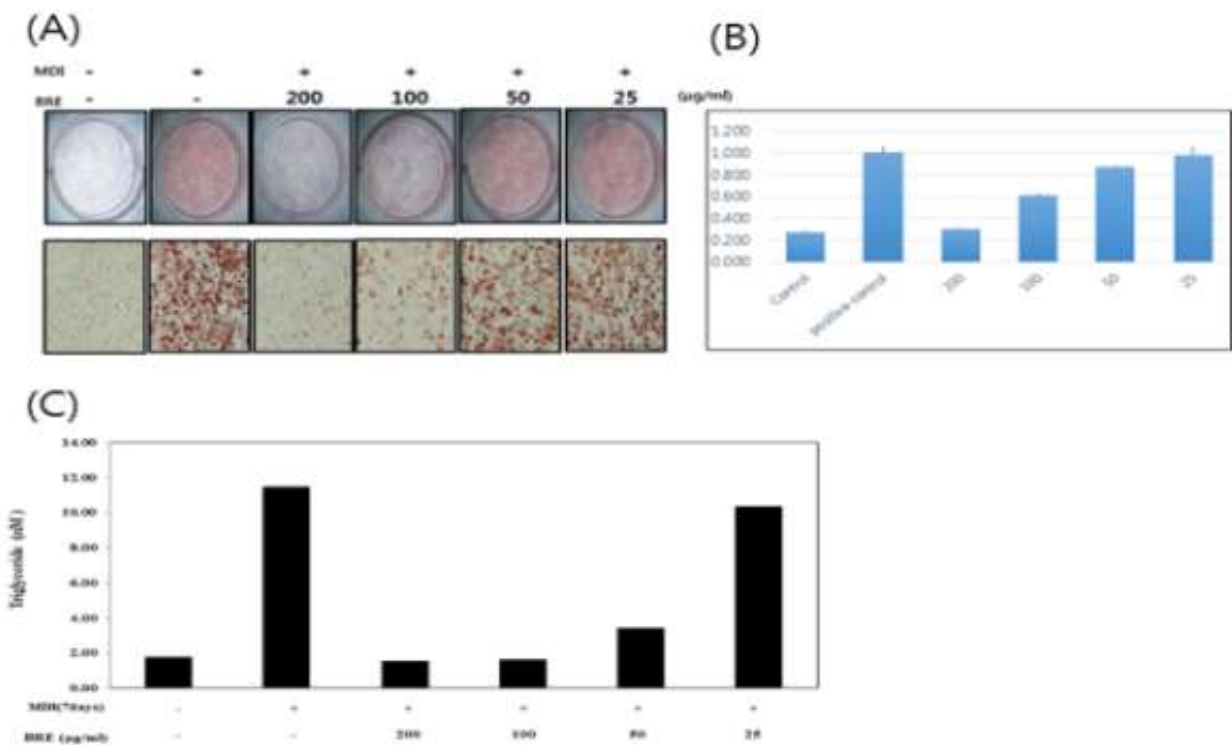 (A)
MDI - + + + + +
BRE - - 200 100 50 25 (µg/ml)
(B)
1.200
1.000
0.800
0.600
0.400
0.200
0.000
Control positive control 200 100 50 25
(C)
Triglyceride (nM)
14.00
12.00
10.00
8.00
6.00
4.00
2.00
0.00
MDI(7days) - + + + + +
BRE (µg/ml) - - 200 100 50 25